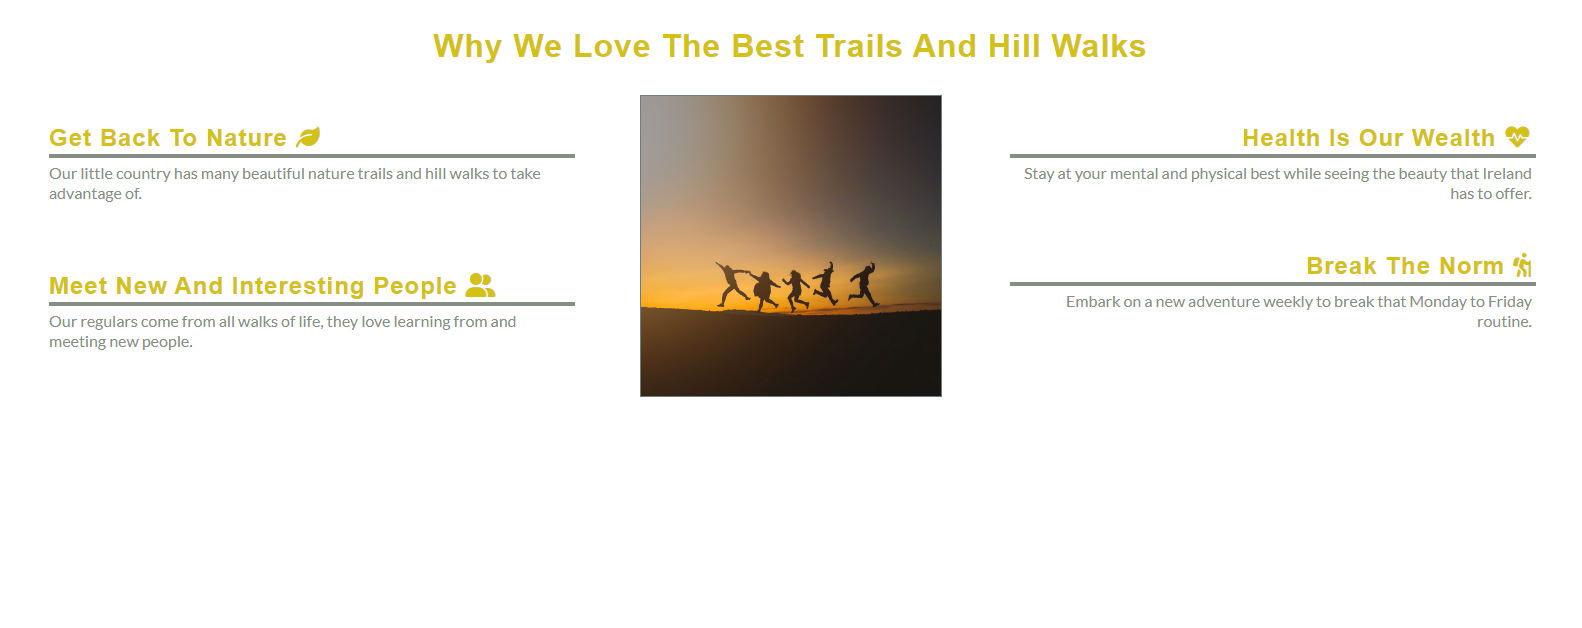 Why We Love The Best Trails And Hill Walks
Get Back To Nature
Our little country has many beautiful nature trails and hill walks to take
advantage of.
Meet New And Interesting People
Our regulars come from all walks of life, they love learning from and
meeting new people.
Health Is Our Wealth
Stay at your mental and physical best while seeing the beauty that Ireland
has to offer.
Break The Norm
Embark on a new adventure weekly to break that Monday to Friday
routine.